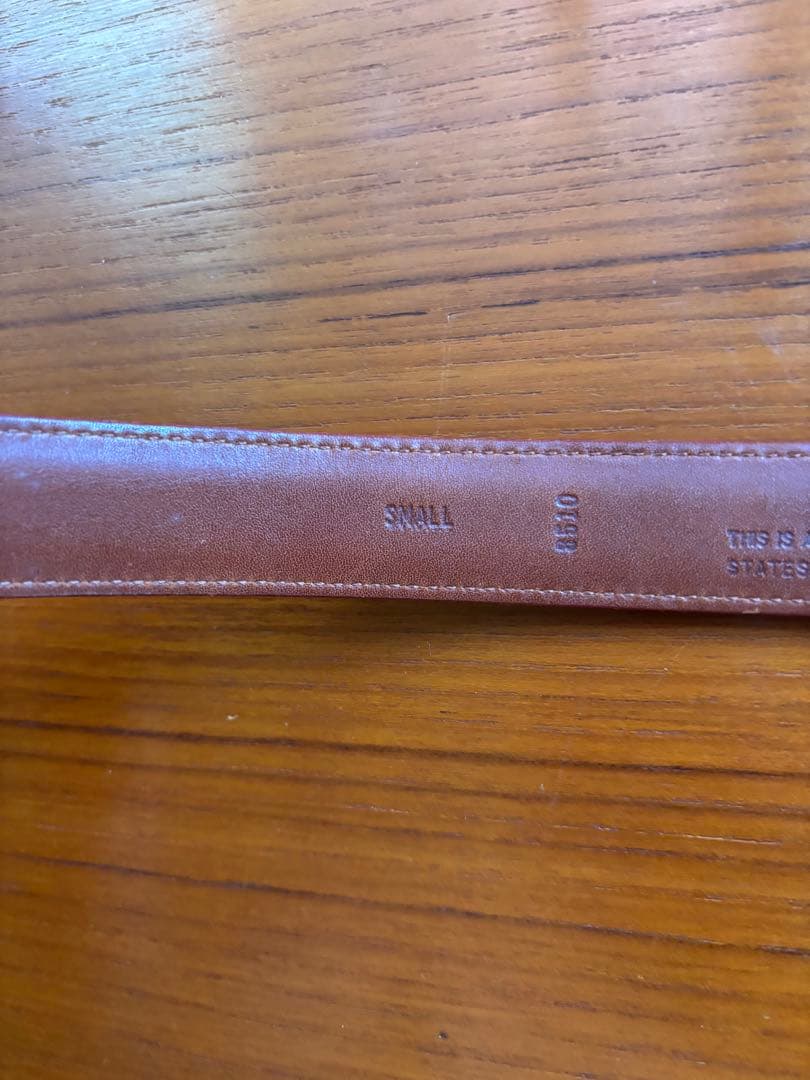 SMALL
8510
THIS IS A
STATES